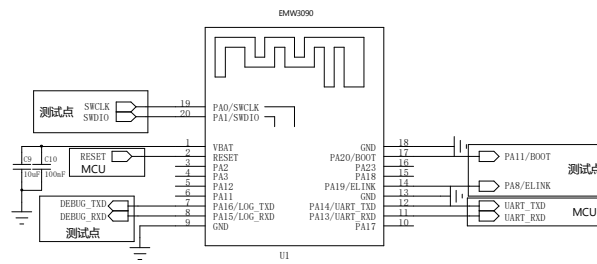 EMW3090
测试点
SWCLK
SWDIO
19
20
PA0/SWCLK
PA1/SWDIO
C9
10uF
C10
100nF
RESET
MCU
1
2
3
4
5
6
7
8
9
VBAT
RESET
PA2
PA3
PA12
PA11
PA16/LOG_TXD
PA15/LOG_RXD
GND
DEBUG_TXD
DEBUG_RXD
测试点
GND
PA20/BOOT
PA23
PA18
PA19/ELINK
GND
PA14/UART_TXD
PA13/UART_RXD
PA17
18
17
16
15
14
13
12
11
10
PA11/BOOT
测试点
PA8/ELINK
UART_TXD
UART_RXD
MCU
U1